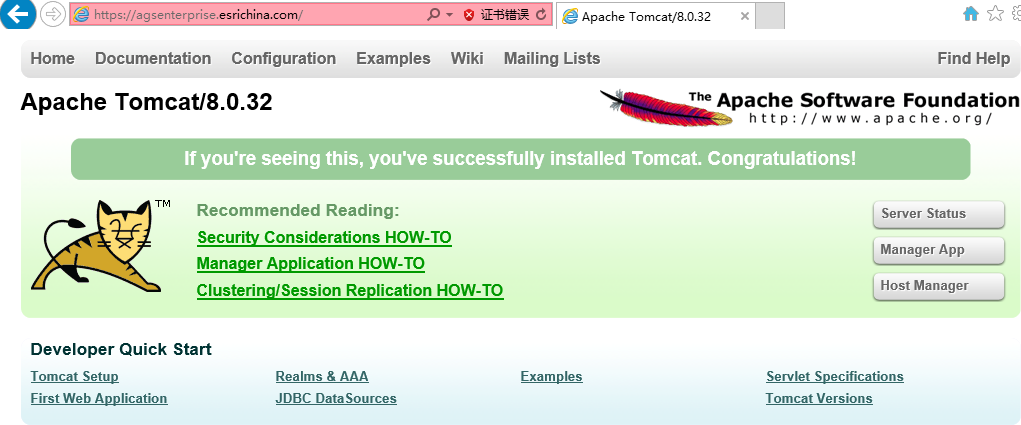 https://agsenterprise.esrichina.com/ 证书错误 Apache Tomcat/8.0.32
Home Documentation Configuration Examples Wiki Mailing Lists Find Help
Apache Tomcat/8.0.32
The Apache Software Foundation
http://www.apache.org/
If you're seeing this, you've successfully installed Tomcat. Congratulations!
TM
Recommended Reading:
Security Considerations HOW-TO
Manager Application HOW-TO
Clustering/Session Replication HOW-TO
Server Status
Manager App
Host Manager
Developer Quick Start
Tomcat Setup Realms & AAA Examples Servlet Specifications
First Web Application JDBC DataSources Tomcat Versions